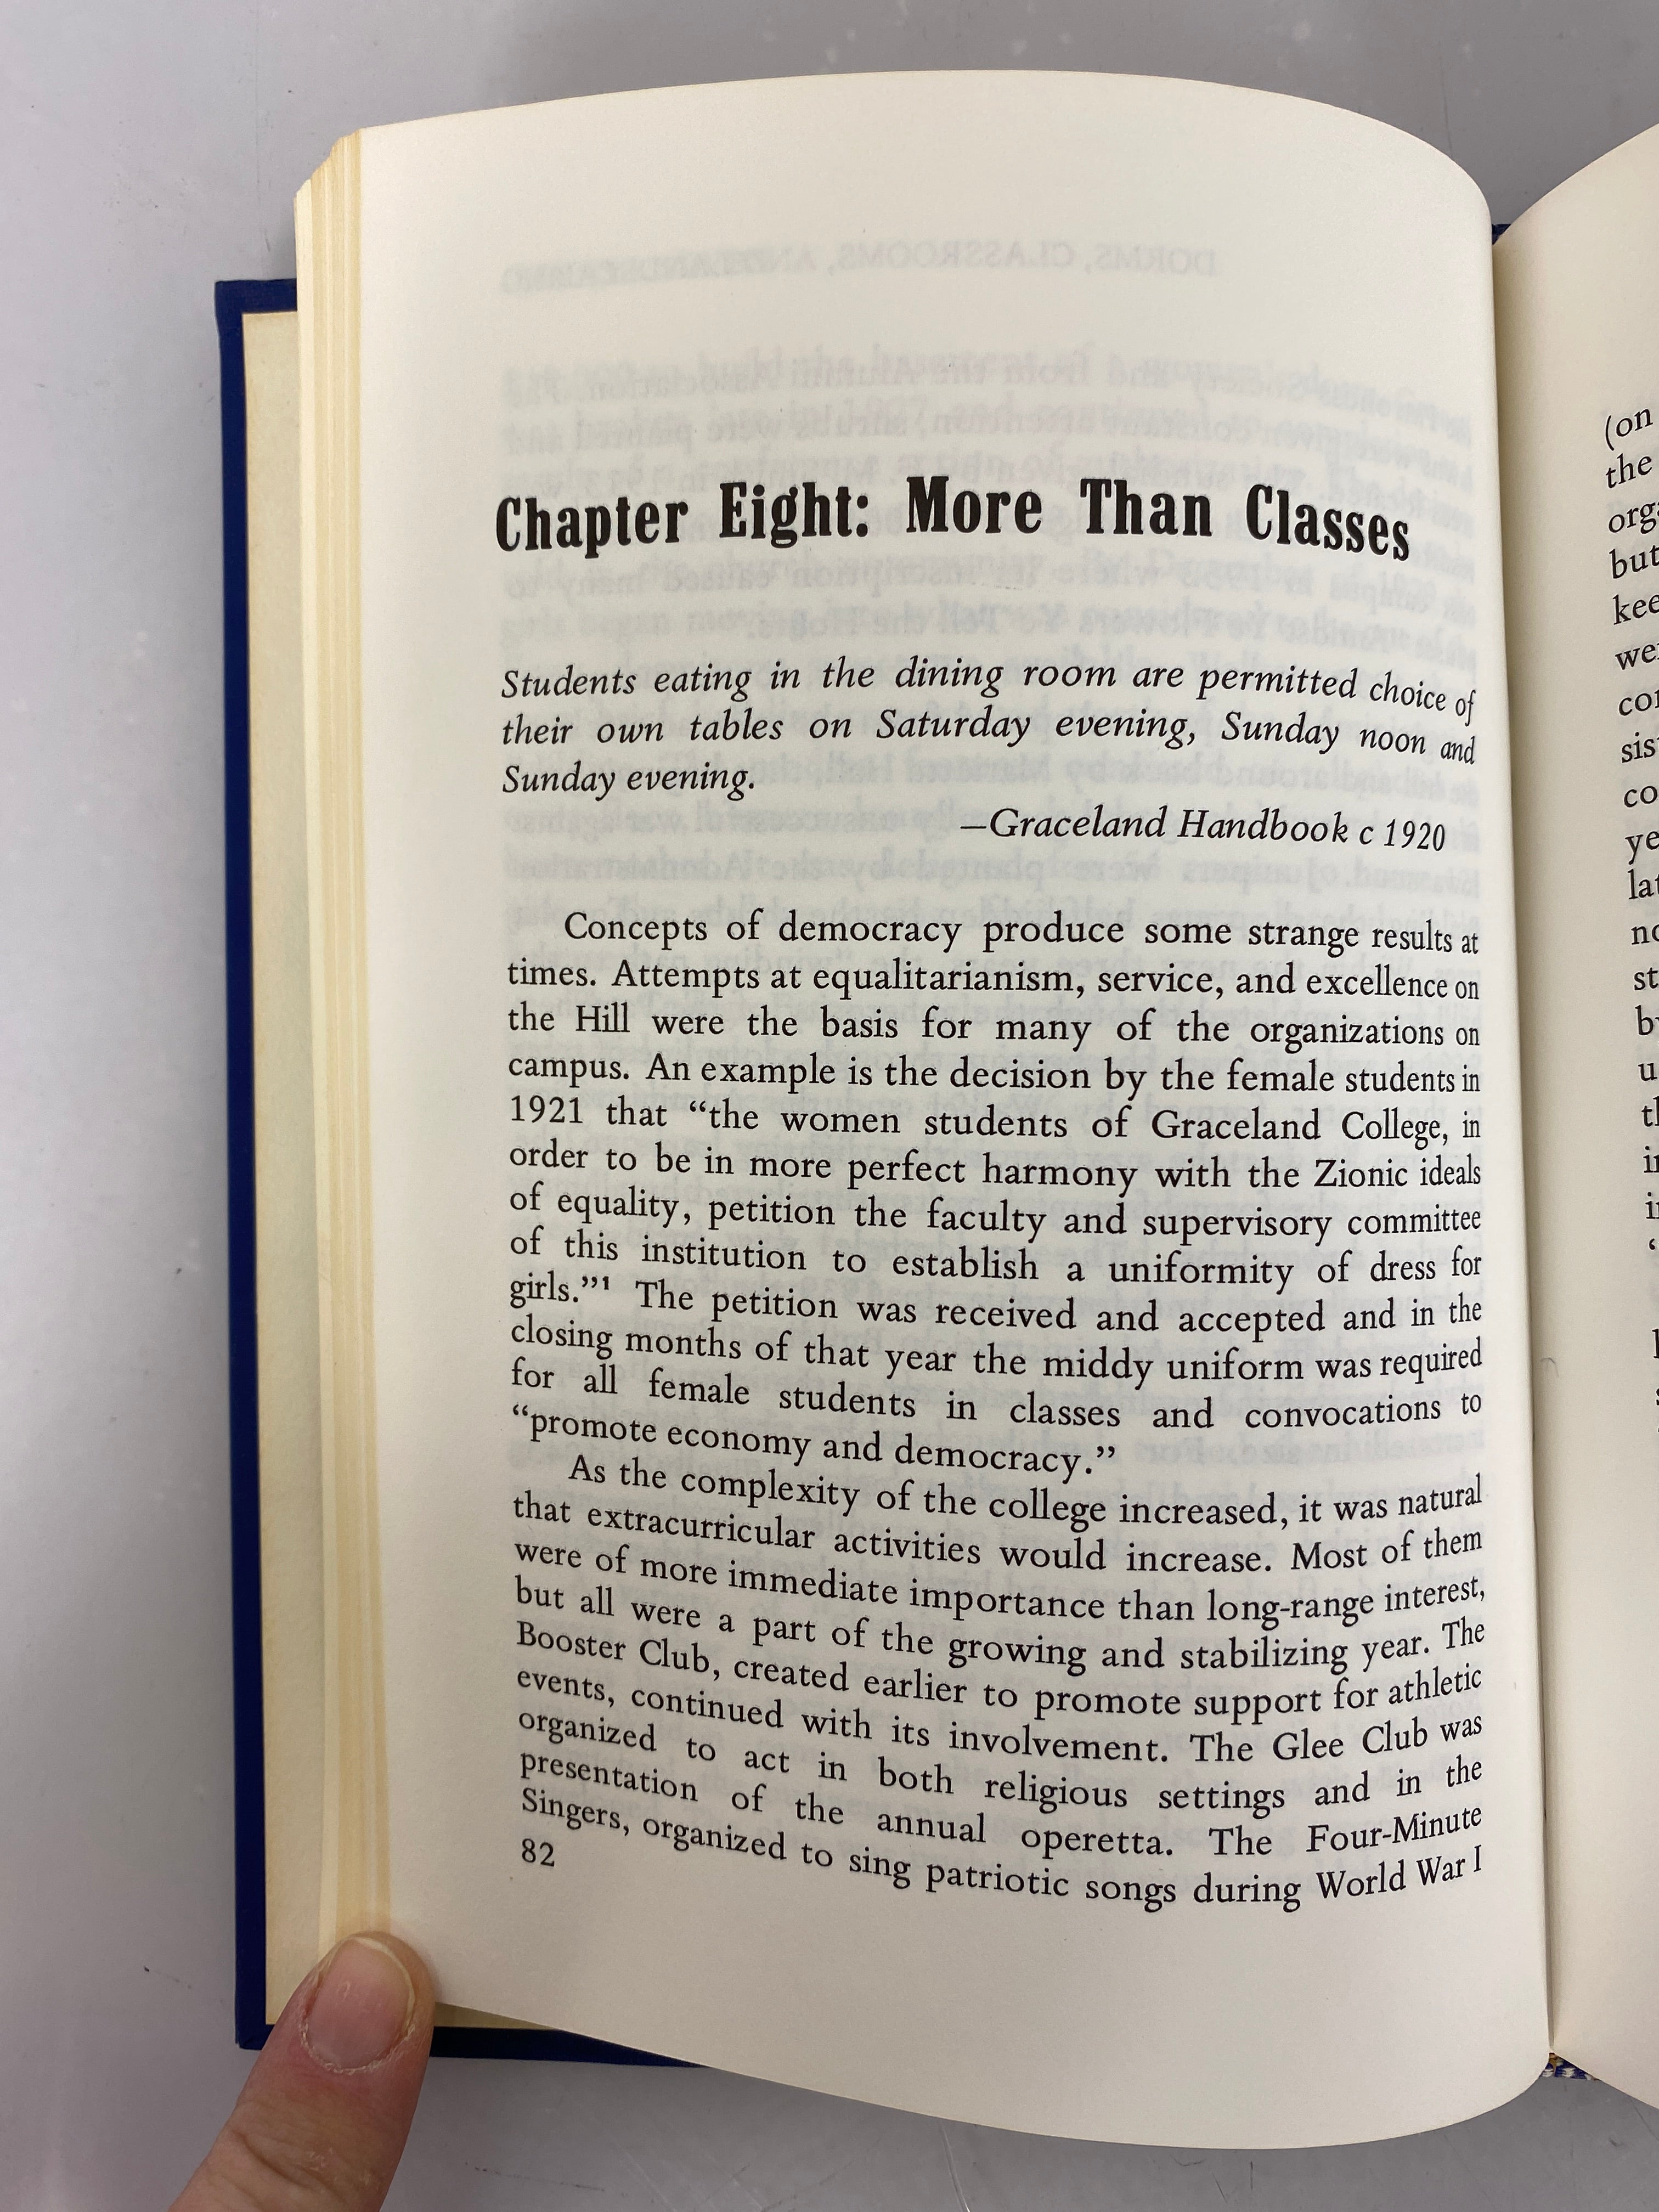 Chapter Eight: More Than Classes
Students eating in the dining room are permitted choice of
their own tables on Saturday evening, Sunday noon and
Sunday evening.
—Graceland Handbook c 1920
Concepts of democracy produce some strange results at
times. Attempts at equalitarianism, service, and excellence on
the Hill were the basis for many of the organizations on
campus. An example is the decision by the female students in
1921 that “the women students of Graceland College, in
order to be in more perfect harmony with the Zionic ideals
of equality, petition the faculty and supervisory committee
of this institution to establish a uniformity of dress for
girls.”¹ The petition was received and accepted and in the
closing months of that year the middy uniform was required
for all female students in classes and convocations to
“promote economy and democracy.”
As the complexity of the college increased, it was natural
that extracurricular activities would increase. Most of them
were of more immediate importance than long-range interest,
but all were a part of the growing and stabilizing year. The
Booster Club, created earlier to promote support for athletic
events, continued with its involvement. The Glee Club was
organized to act in both religious settings and in the
presentation of the annual operetta. The Four-Minute
Singers, organized to sing patriotic songs during World War I
82
(on
the
but